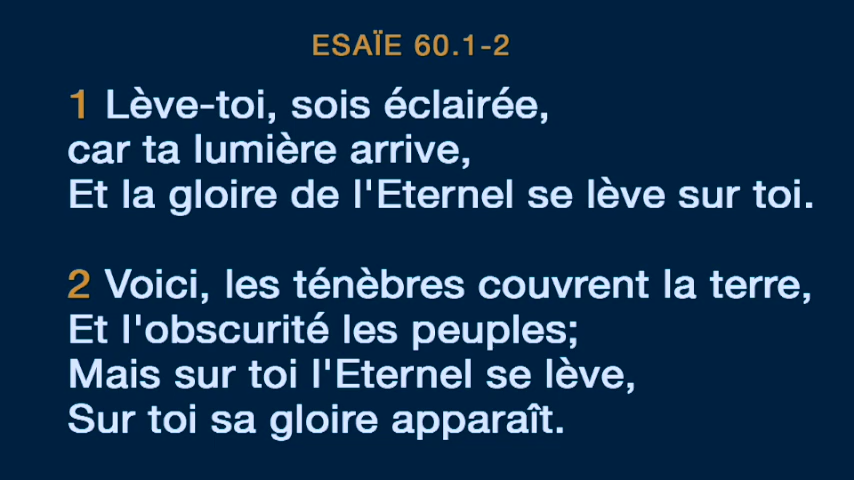 ESAÏE 60.1-2
1 Lève-toi, sois éclairée,
car ta lumière arrive,
Et la gloire de l'Eternel se lève sur toi.
2 Voici, les ténèbres couvrent la terre,
Et l'obscurité les peuples;
Mais sur toi l'Eternel se lève,
Sur toi sa gloire apparaît.